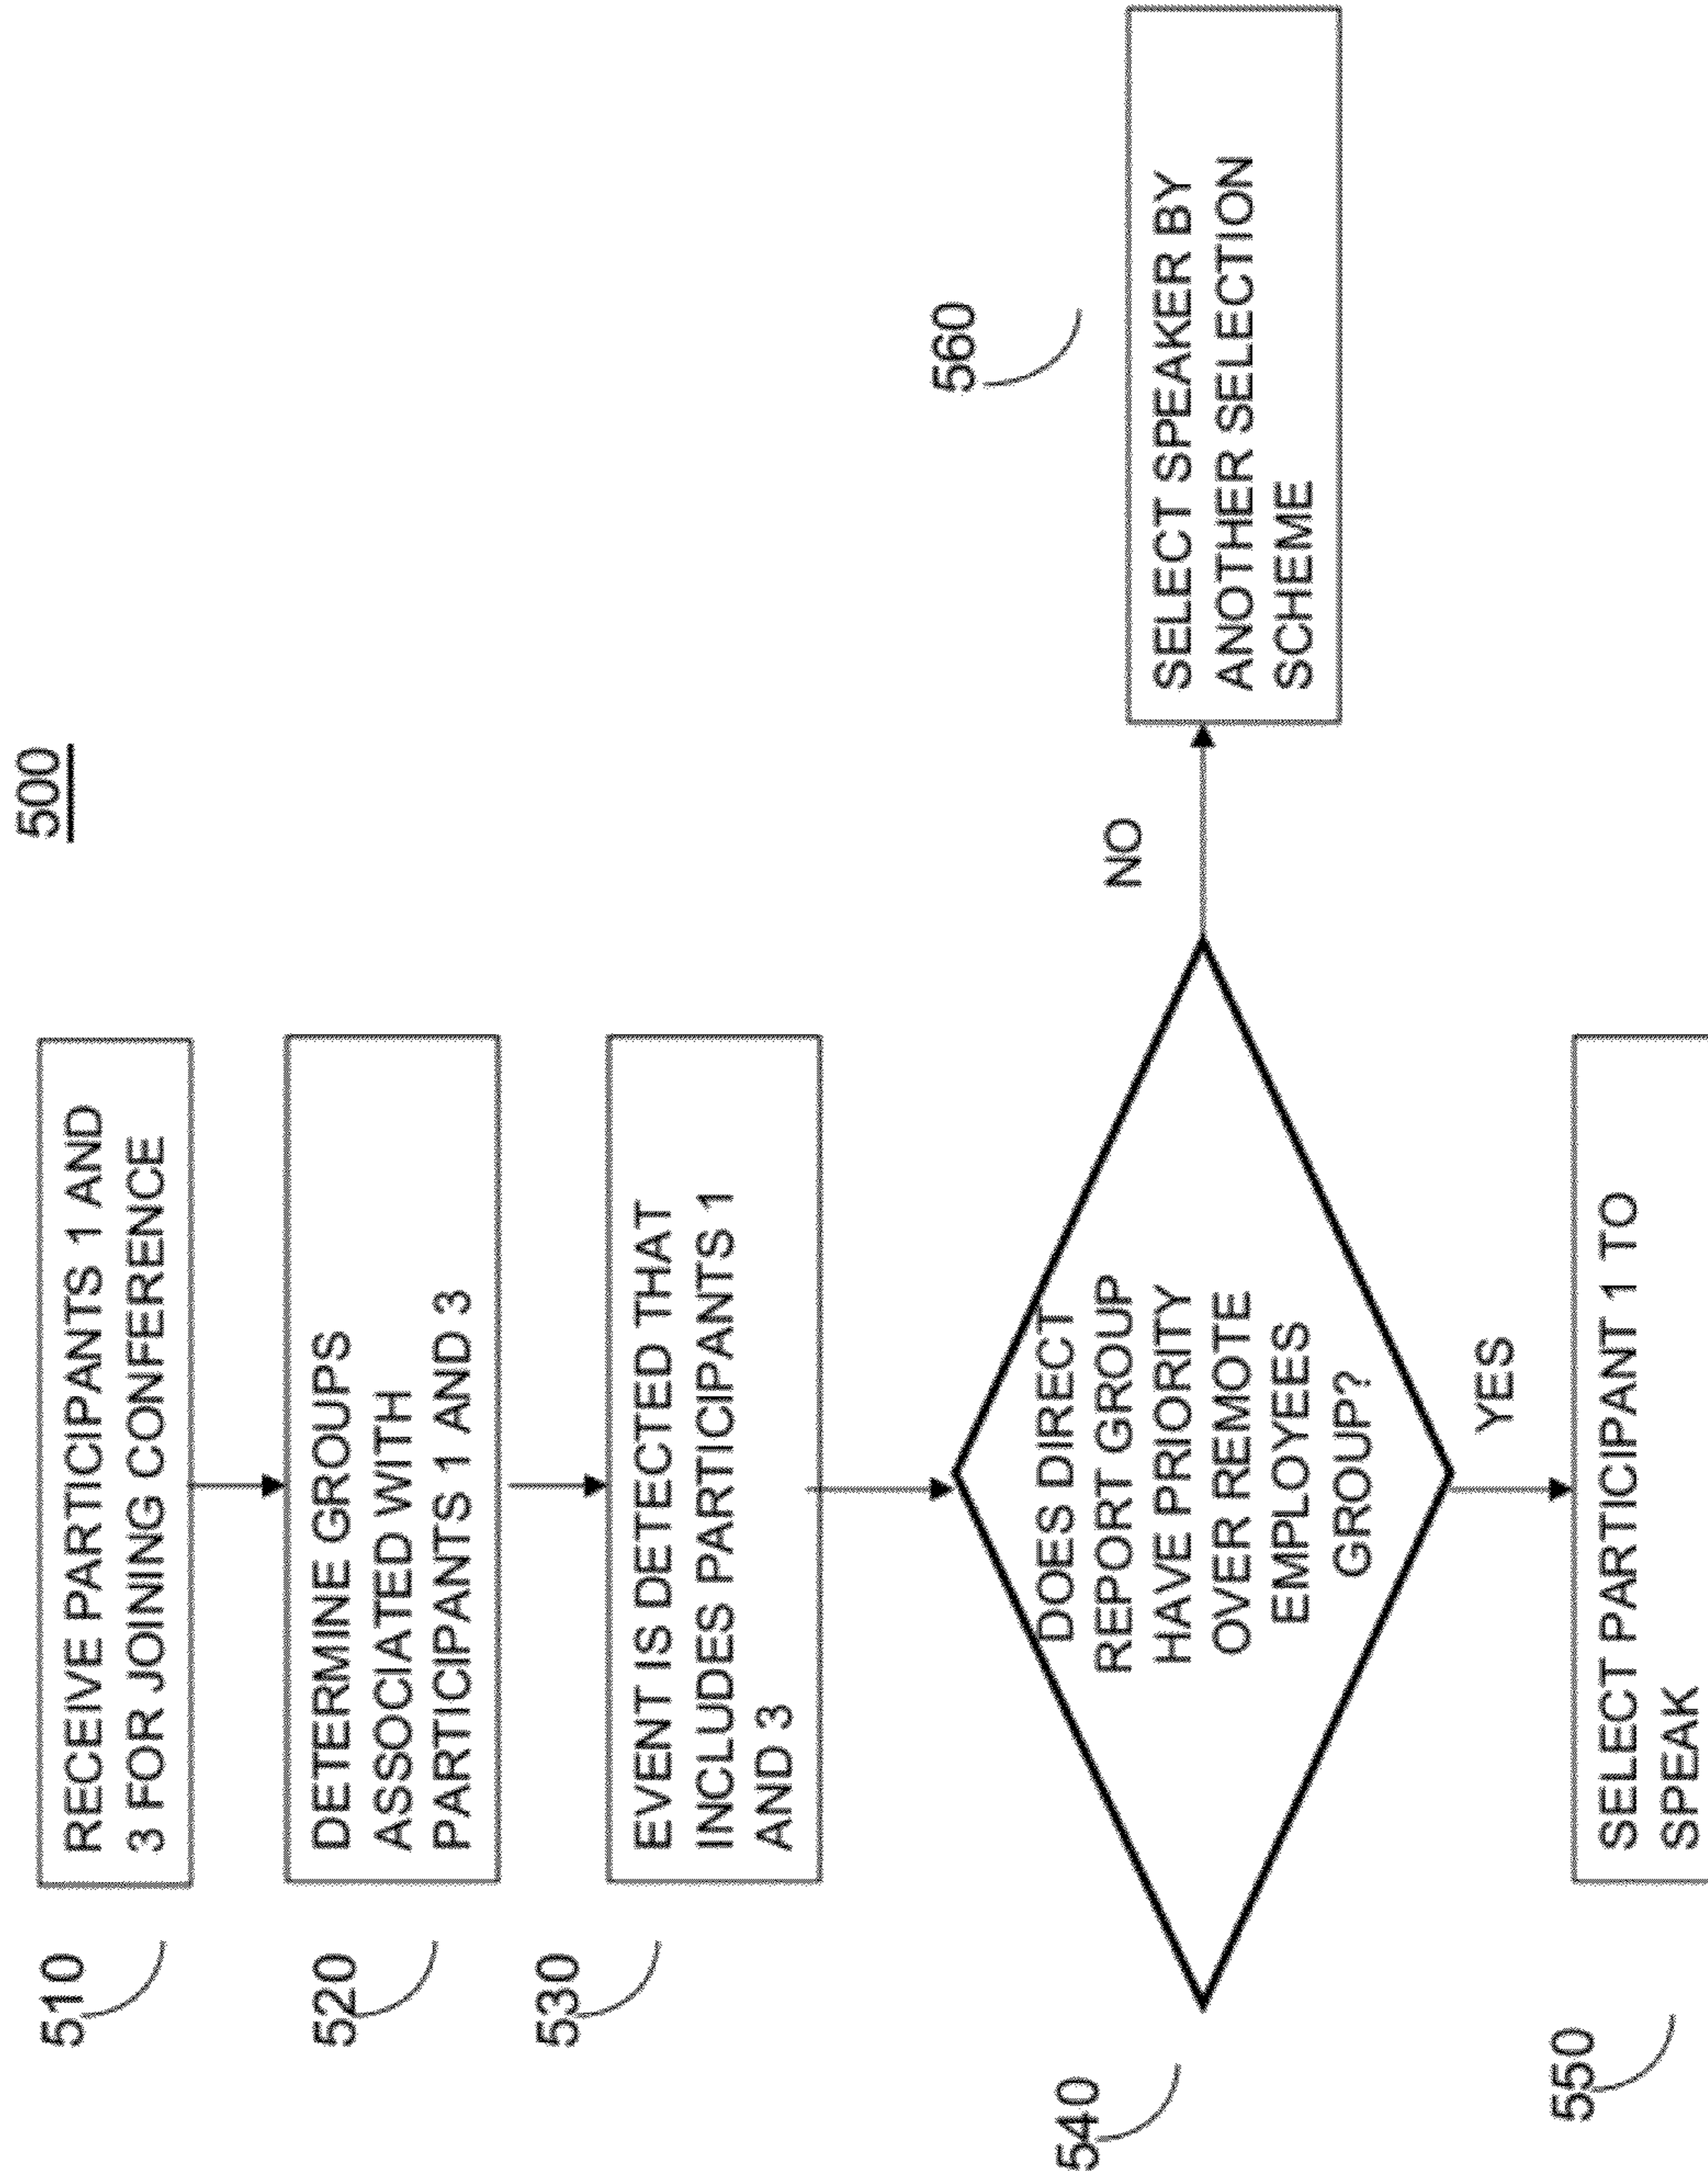 500
510
RECEIVE PARTICIPANTS 1 AND
3 FOR JOINING CONFERENCE
520
DETERMINE GROUPS
ASSOCIATED WITH
PARTICIPANTS 1 AND 3
530
EVENT IS DETECTED THAT
INCLUDES PARTICIPANTS 1
AND 3
540
DOES DIRECT
REPORT GROUP
HAVE PRIORITY
OVER REMOTE
EMPLOYEES
GROUP?
NO
560
SELECT SPEAKER BY
ANOTHER SELECTION
SCHEME
YES
550
SELECT PARTICIPANT 1 TO
SPEAK